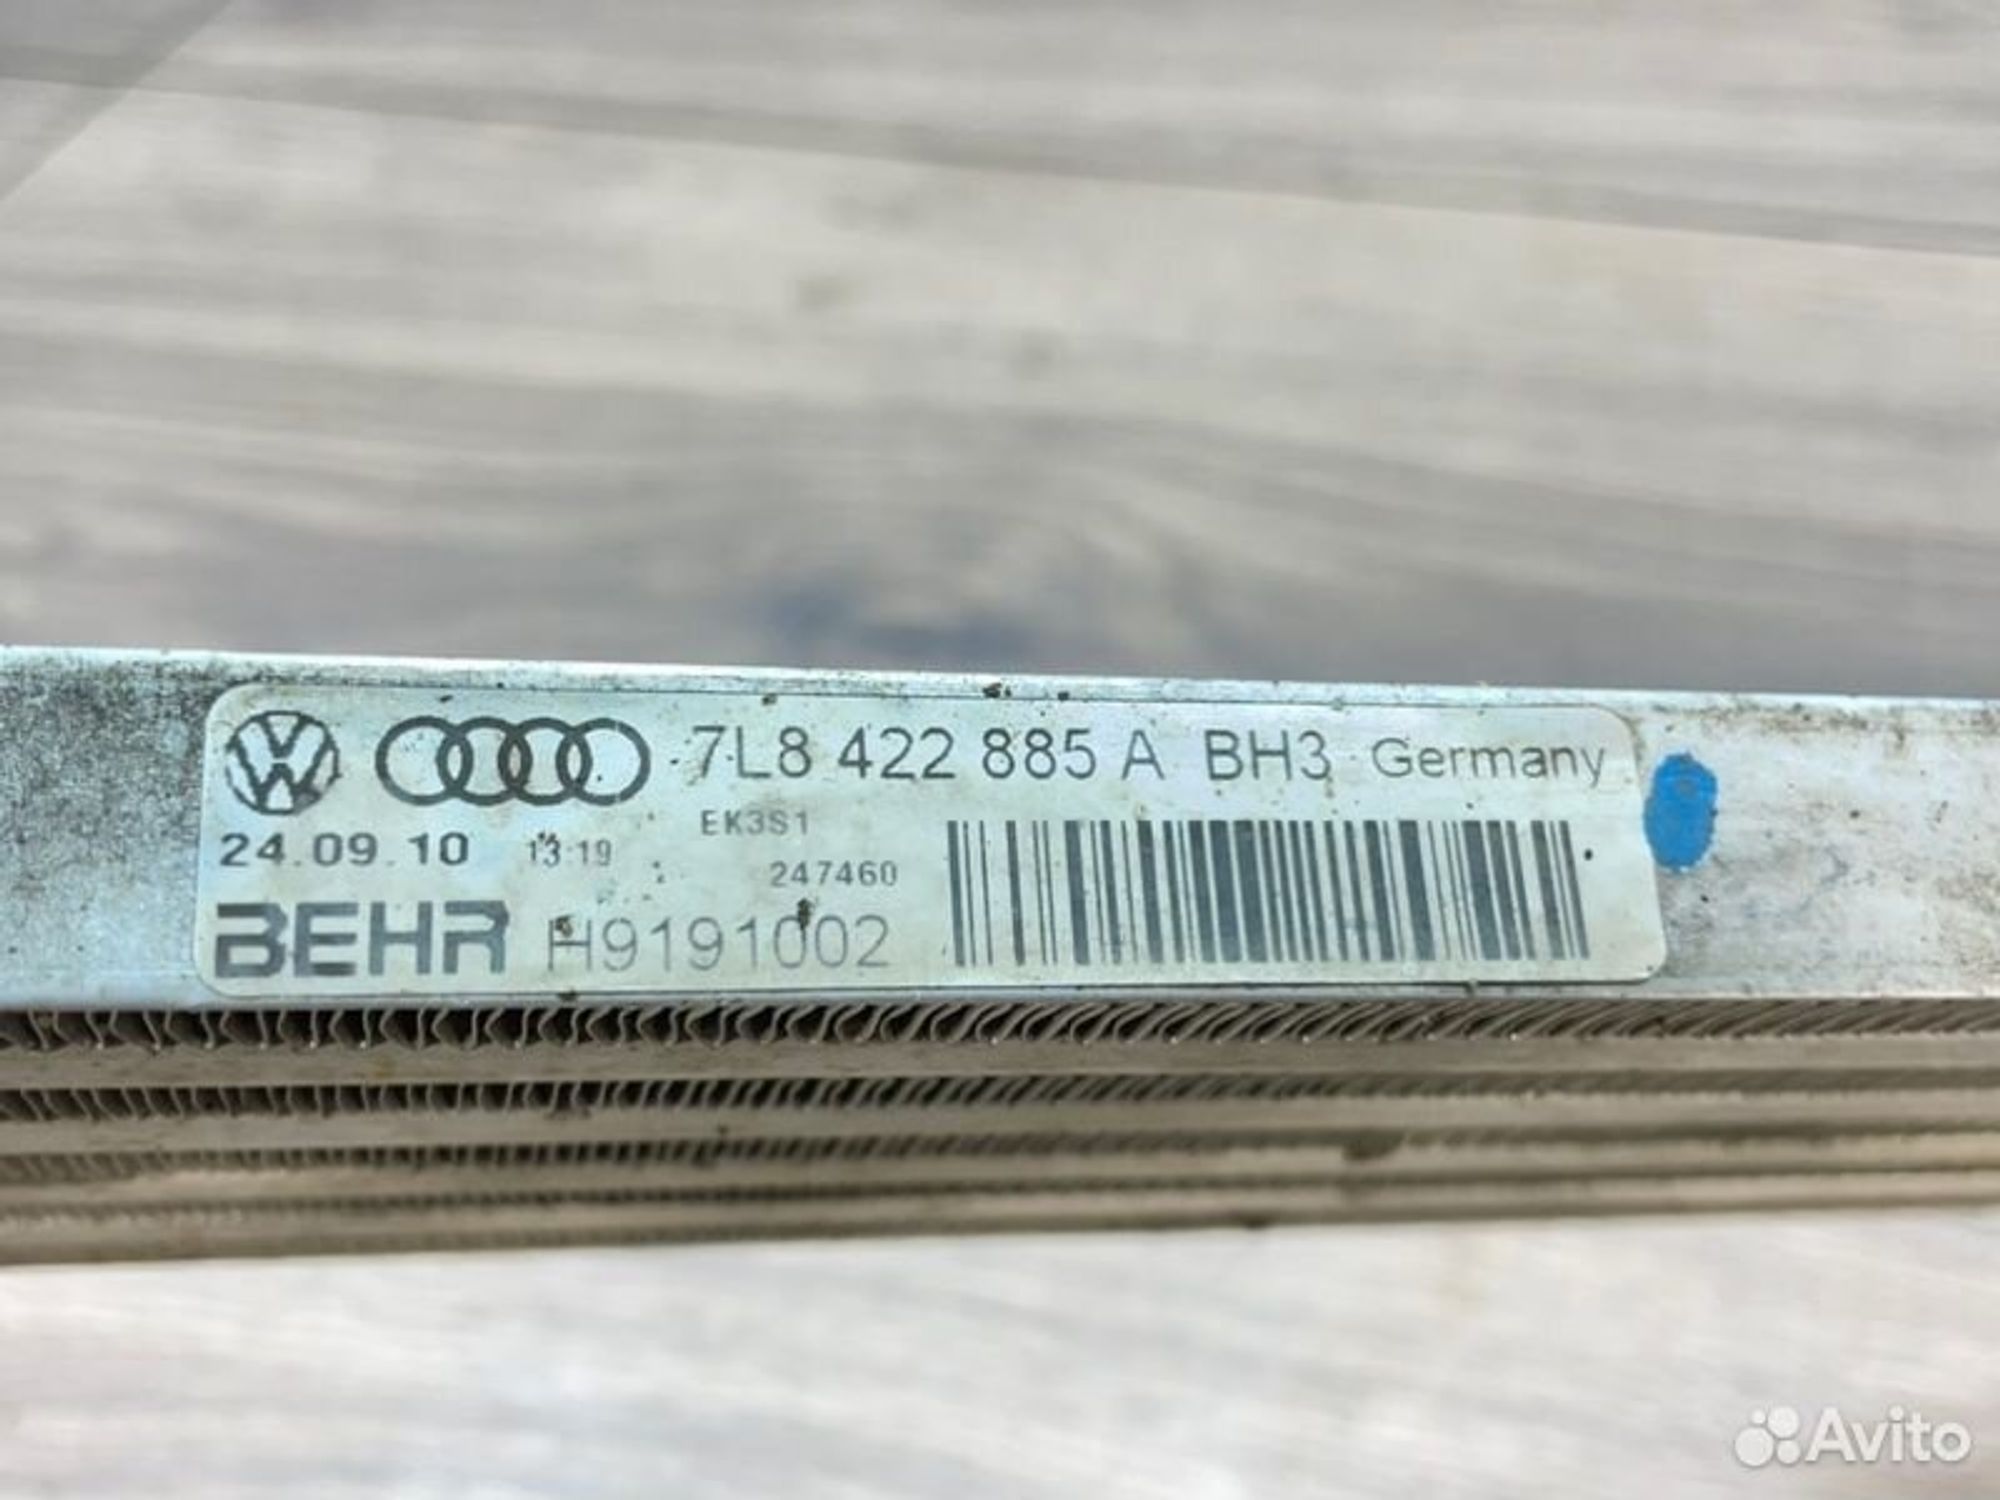 7L8 422 885 A BH3 Germany
EK3S1
24.09.10 13:19
247460
BEHR H9191002
Avito